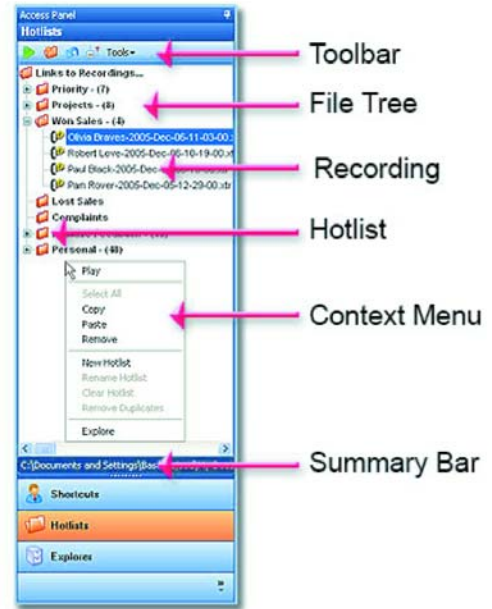 Access Panel
Hotlists
Tools
Toolbar
Links to Recordings...
Priority - (7)
File Tree
Projects - (8)
Won Sales - (4)
Olivia Braves-2005-Dec-06-11-03-00.x
Robert Love-2005-Dec-06-10-19-00.xtr
Paul Black-2005-Dec-
Recording
Pam Rover-2005-Dec-05-12-29-00.xtr
Lost Sales
Complaints
Hotlist
Personal - (48)
Play
Select All
Copy
Context Menu
Paste
Remove
New Hotlist
Rename Hotlist
Clear Hotlist
Remove Duplicates
Explore
C:\Documents and Settings\
Summary Bar
Shortcuts
Hotlists
Explorer